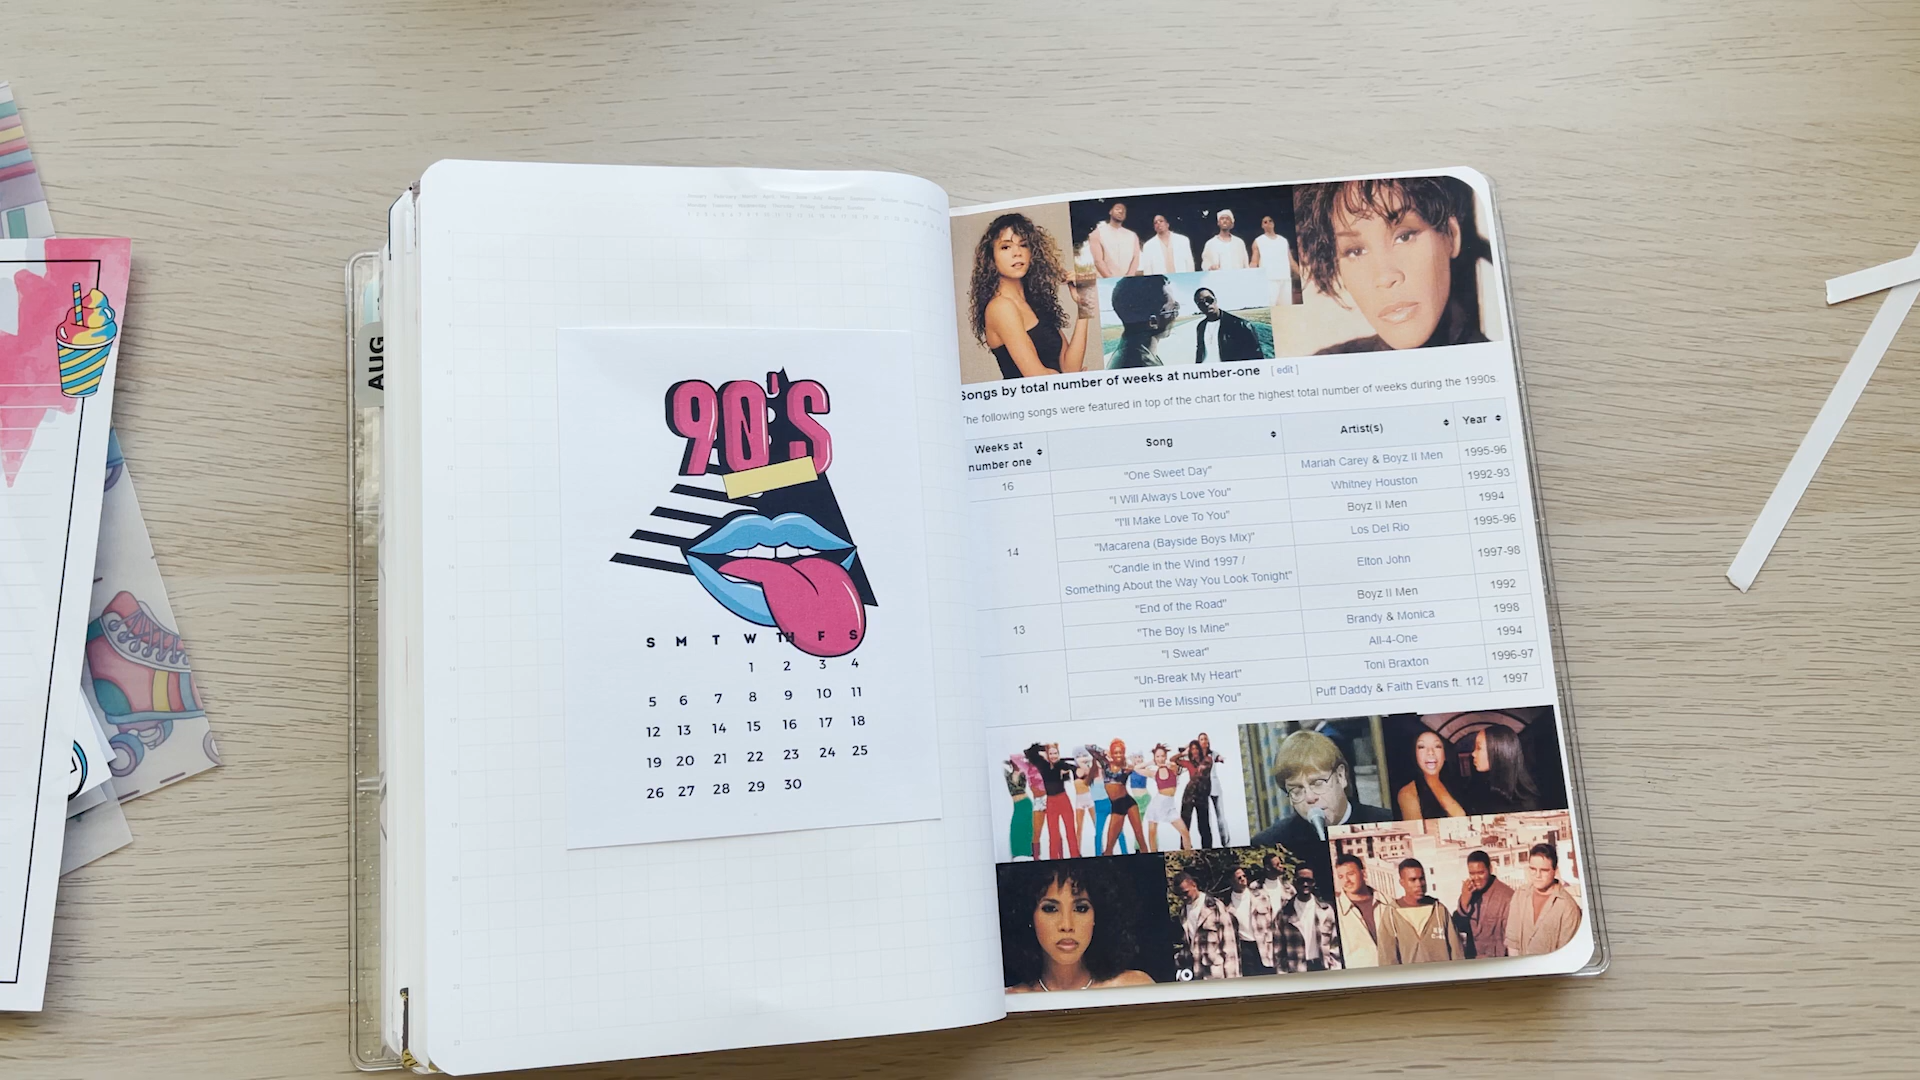 AUG
90'S
S M T W TH F S
1 2 3 4
5 6 7 8 9 10 11
12 13 14 15 16 17 18
19 20 21 22 23 24 25
26 27 28 29 30
Songs by total number of weeks at number-one [ edit ]
The following songs were featured in top of the chart for the highest total number of weeks during the 1990s.
Weeks at number one Song Artist(s) Year
16 "One Sweet Day" Mariah Carey & Boyz II Men 1995-96
14 "I Will Always Love You" Whitney Houston 1992-93
"I'll Make Love To You" Boyz II Men 1994
"Macarena (Bayside Boys Mix)" Los Del Rio 1995-96
"Candle in the Wind 1997 /
Something About the Way You Look Tonight" Elton John 1997-98
13 "End of the Road" Boyz II Men 1992
"The Boy Is Mine" Brandy & Monica 1998
11 "I Swear" All-4-One 1994
"Un-Break My Heart" Toni Braxton 1996-97
"I'll Be Missing You" Puff Daddy & Faith Evans ft. 112 1997